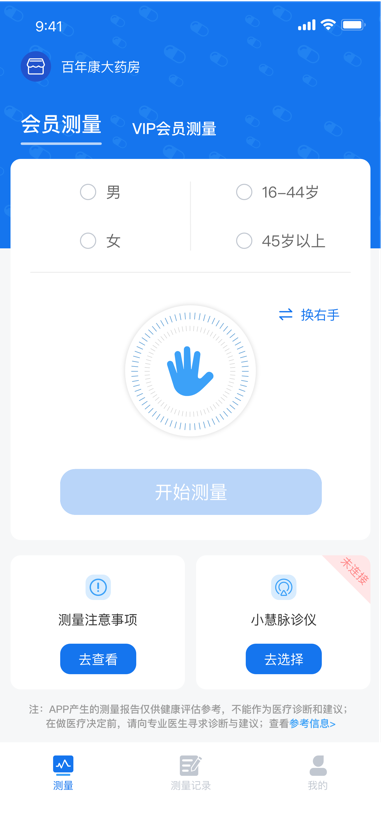 9:41
百年康大药房
会员测量
VIP会员测量
男
16-44岁
女
45岁以上
换右手
开始测量
未连接
测量注意事项
小慧脉诊仪
去查看
去选择
注：APP产生的测量报告仅供健康评估参考，不能作为医疗诊断和建议；
在做医疗决定前，请向专业医生寻求诊断与建议；查看参考信息>
测量
测量记录
我的